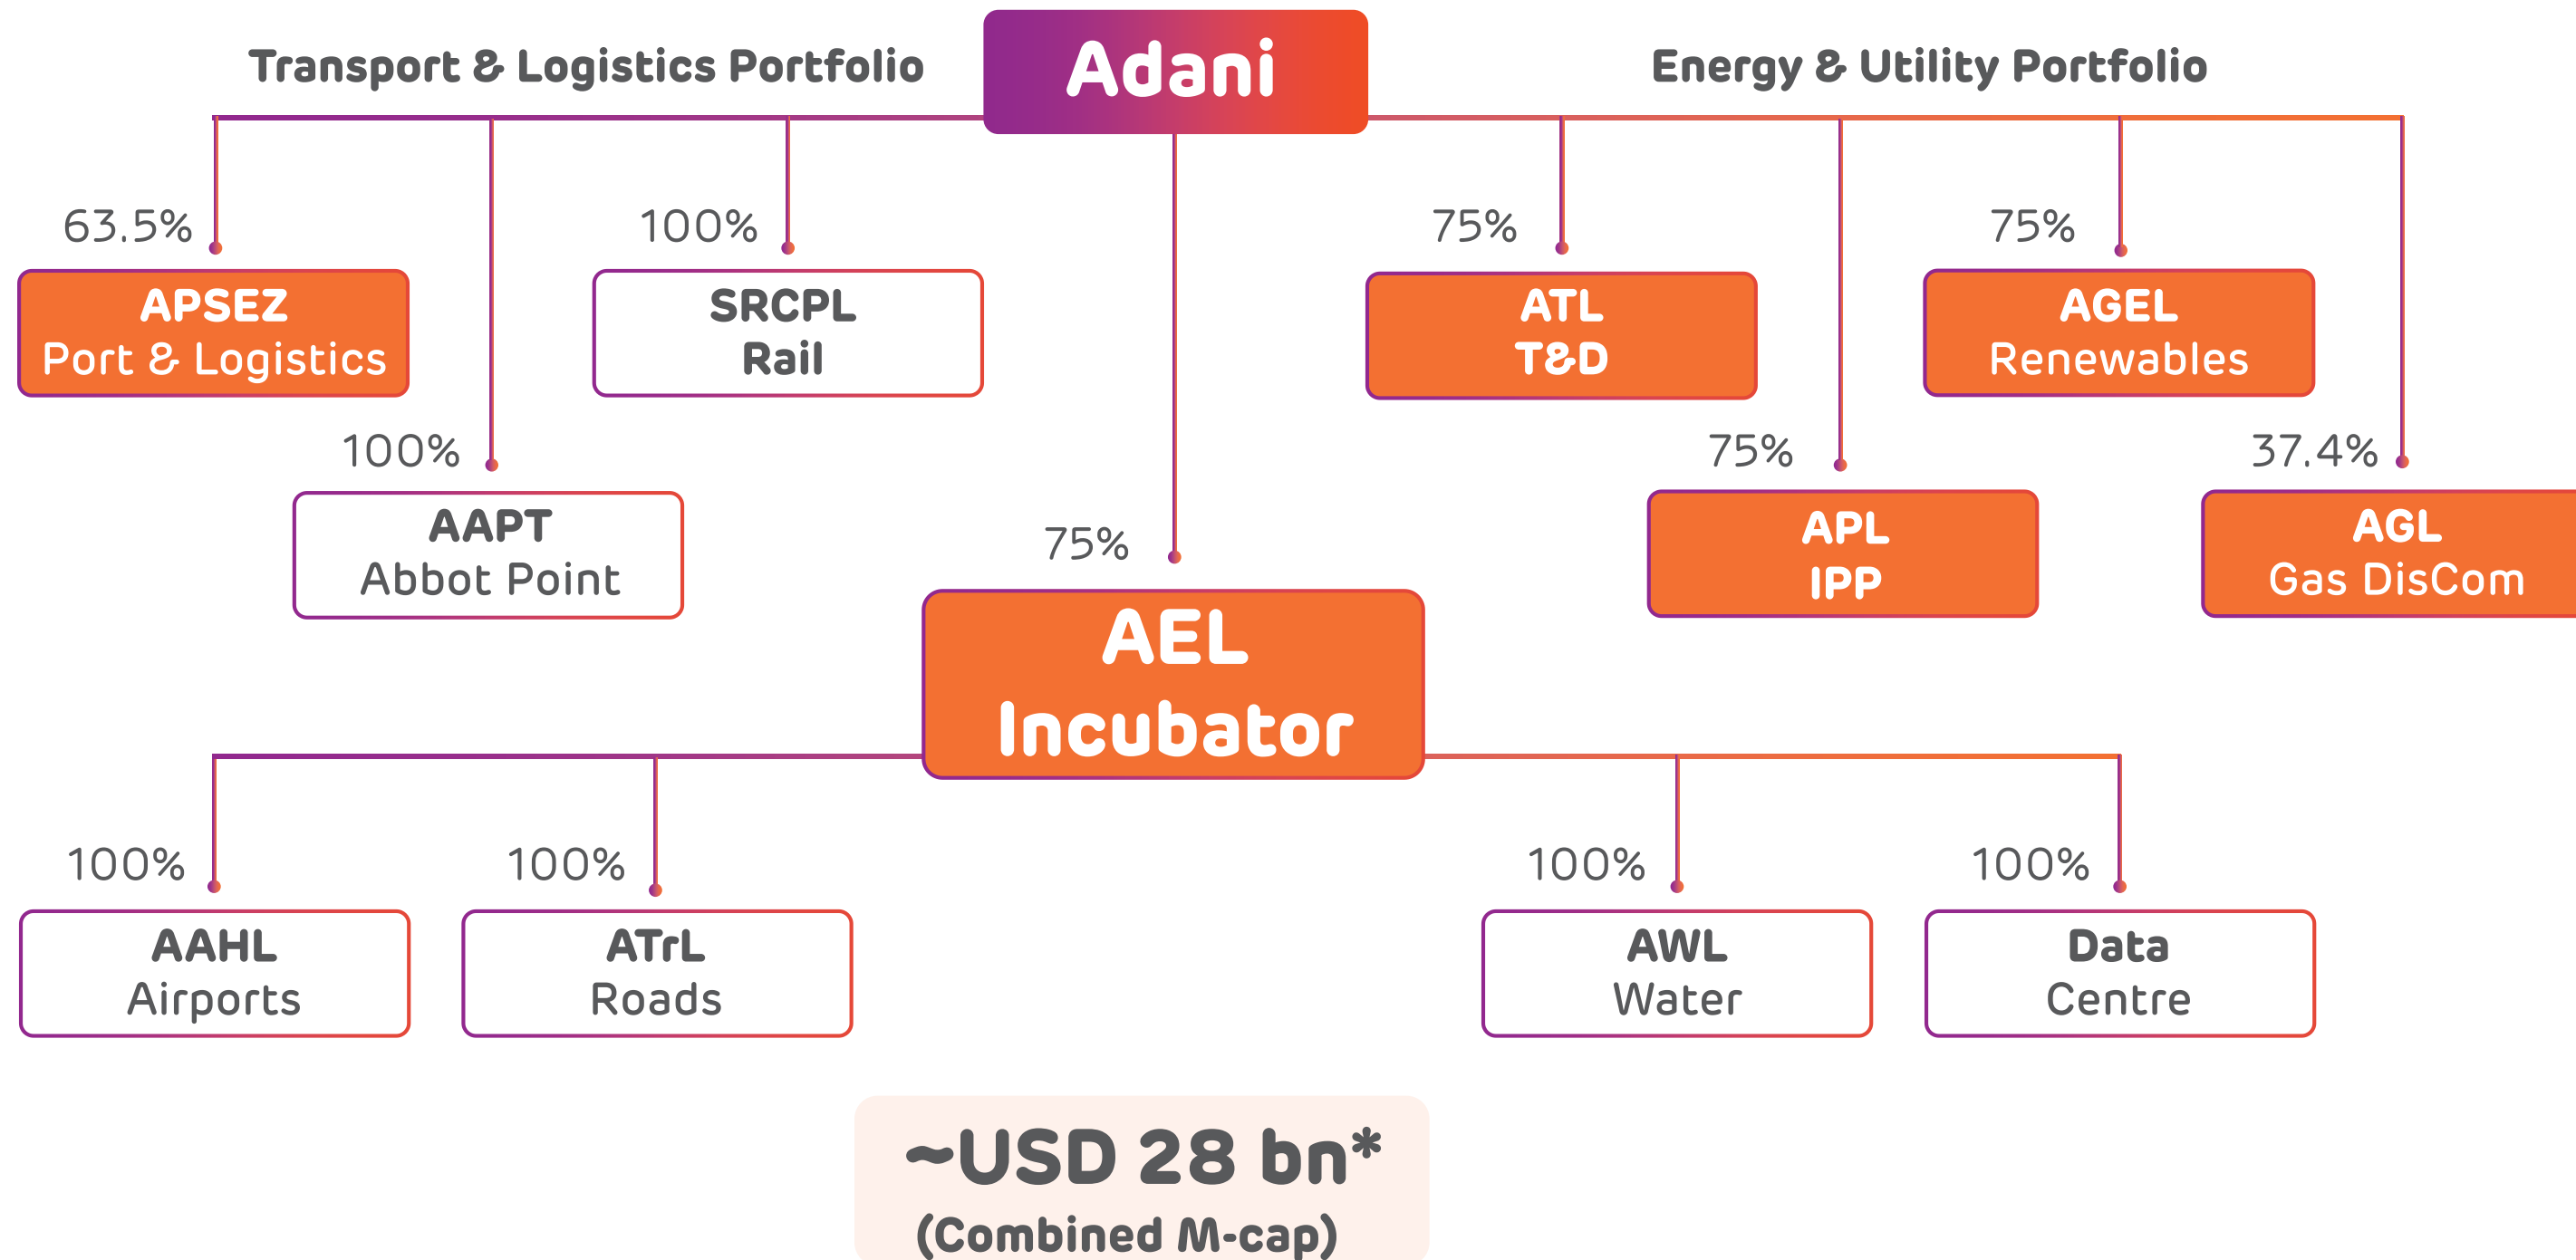 Adani
Transport & Logistics Portfolio
Energy & Utility Portfolio
63.5%
APSEZ
Port & Logistics
100%
AAPT
Abbot Point
100%
SRCPL
Rail
75%
ATL
T&D
75%
APL
IPP
75%
AGEL
Renewables
37.4%
AGL
Gas DisCom
75%
AEL
Incubator
100%
AAHL
Airports
100%
ATrL
Roads
100%
AWL
Water
100%
Data
Centre
~USD 28 bn*
(Combined M-cap)